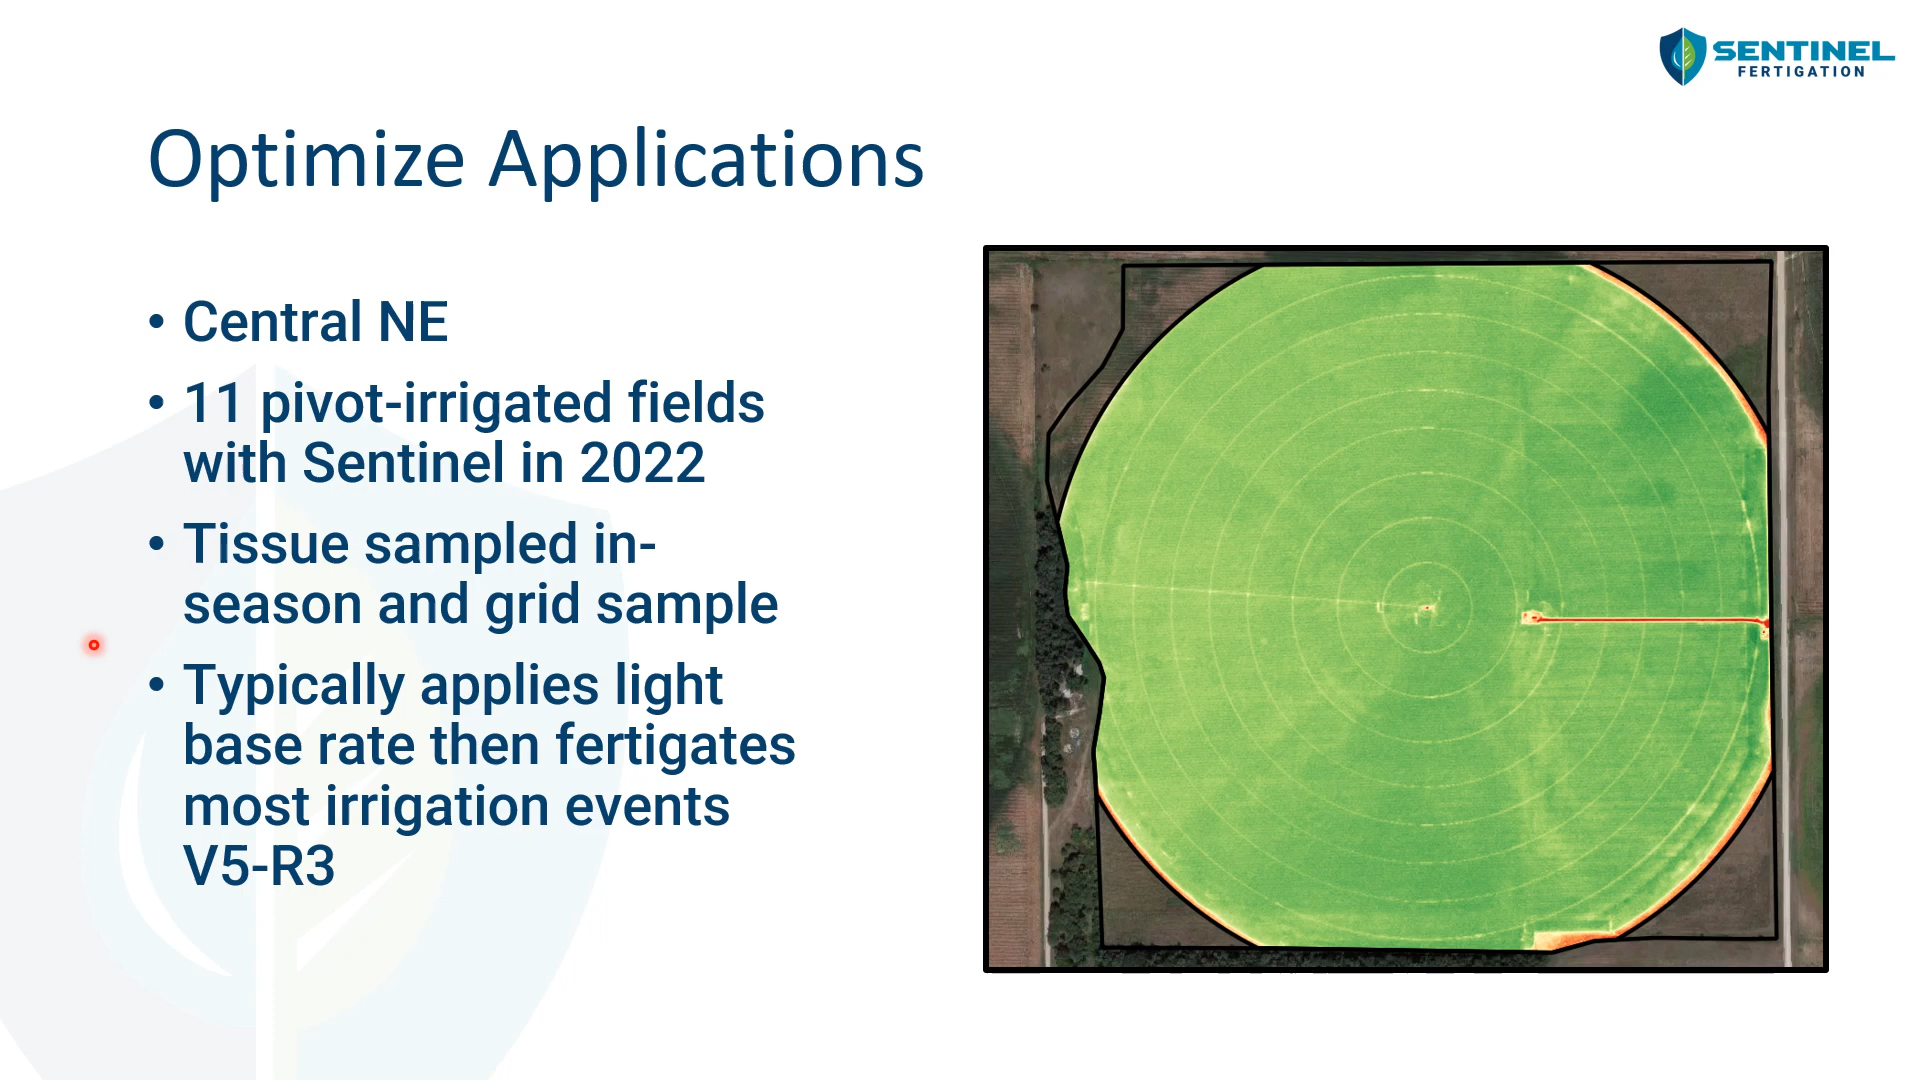 SENTINEL
FERTIGATION
Optimize Applications
• Central NE
• 11 pivot-irrigated fields
with Sentinel in 2022
• Tissue sampled in-
season and grid sample
• Typically applies light
base rate then fertigates
most irrigation events
V5-R3